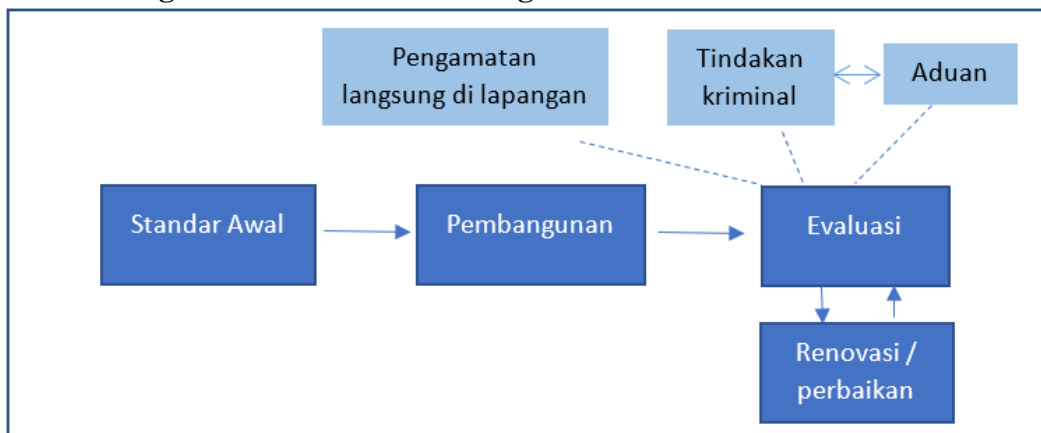 Pengamatan
langsung di lapangan
Tindakan
kriminal
Aduan
Standar Awal
Pembangunan
Evaluasi
Renovasi /
perbaikan